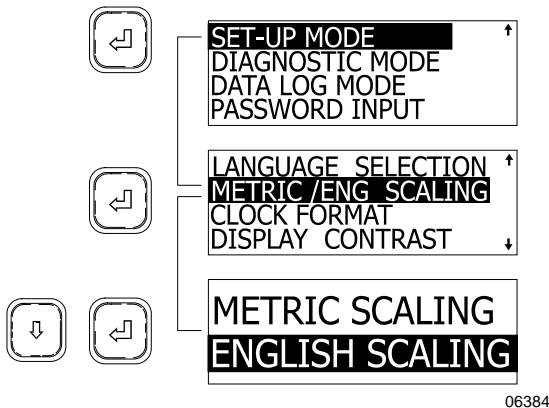 SET-UP MODE
DIAGNOSTIC MODE
DATA LOG MODE
PASSWORD INPUT
LANGUAGE SELECTION
METRIC /ENG SCALING
CLOCK FORMAT
DISPLAY CONTRAST
METRIC SCALING
ENGLISH SCALING
06384